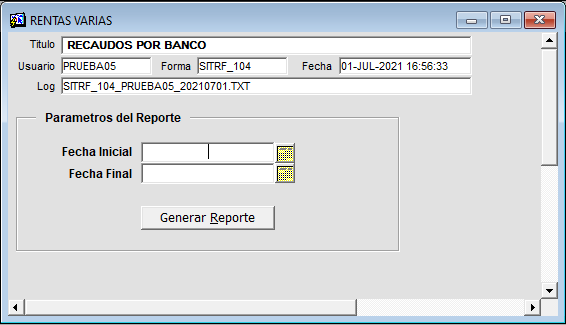 RENTAS VARIAS
Titulo RECAUDOS POR BANCO
Usuario PRUEBA05 Forma SITRF_104 Fecha 01-JUL-2021 16:56:33
Log SITRF_104_PRUEBA05_20210701.TXT
Parametros del Reporte
Fecha Inicial
Fecha Final
Generar Reporte